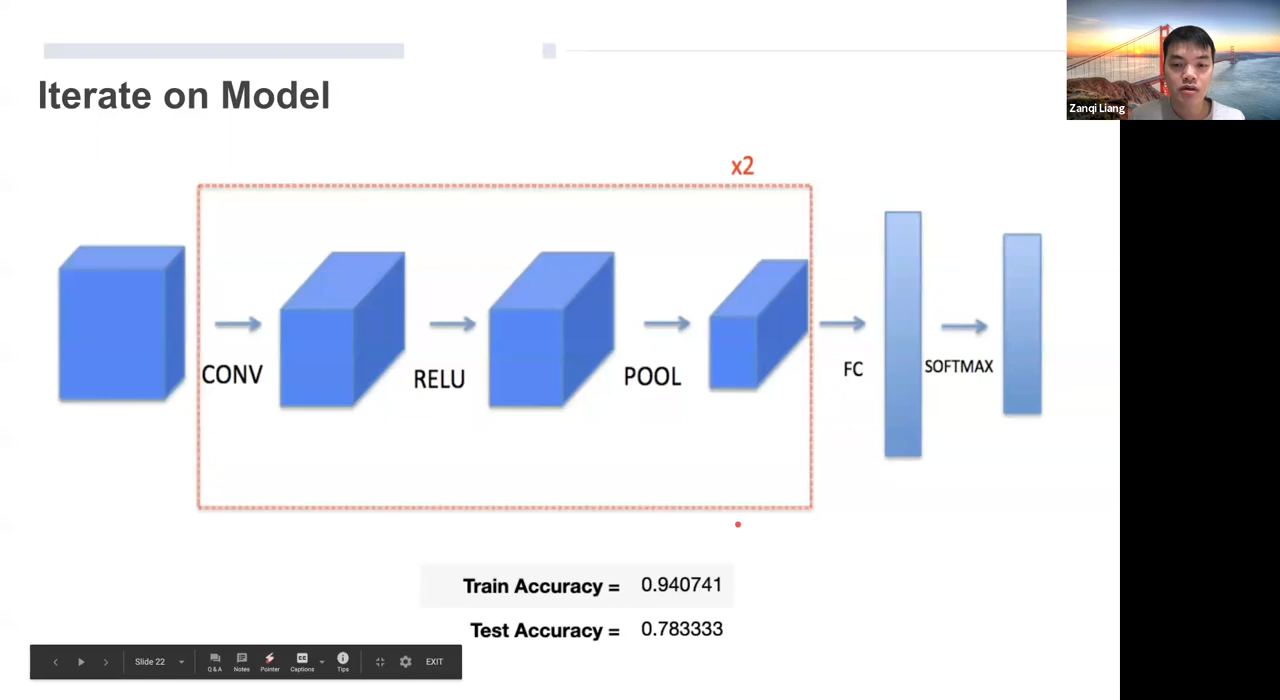 Iterate on Model
Zanqi Liang
x2
CONV
RELU
POOL
FC
SOFTMAX
Train Accuracy = 0.940741
Test Accuracy = 0.783333
Slide 22
Q&A
Notes
Pointer
Captions
Tips
EXIT